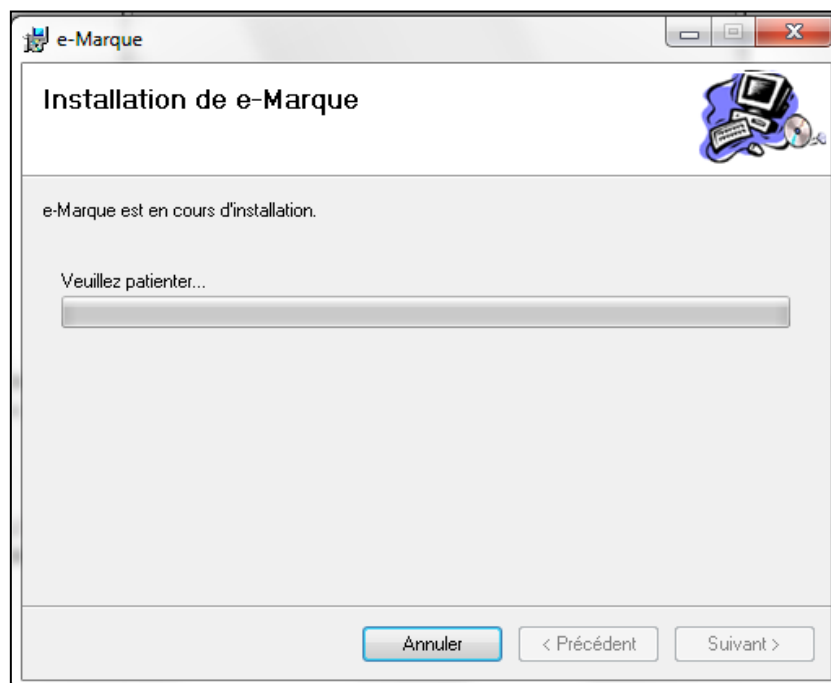 e-Marque
Installation de e-Marque
e-Marque est en cours d'installation.
Veuillez patienter...
Annuler
< Précédent
Suivant >